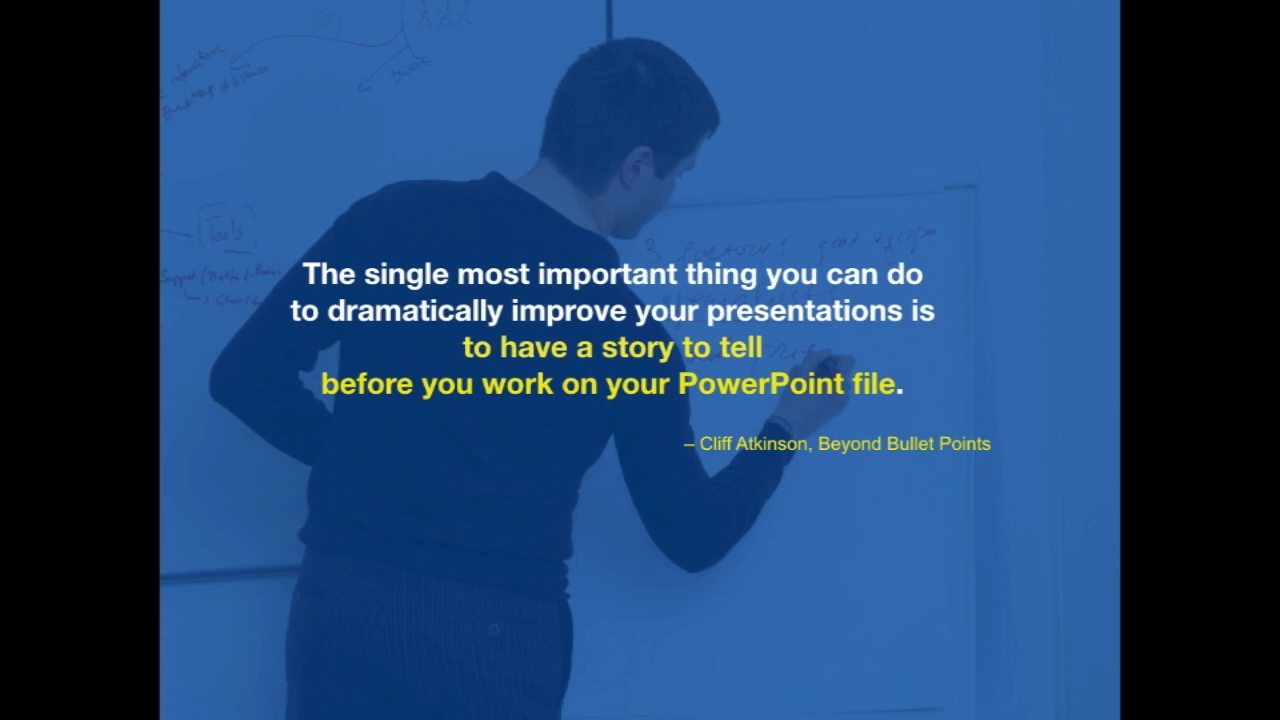 Tools
The single most important thing you can do
to dramatically improve your presentations is
to have a story to tell
before you work on your PowerPoint file.
– Cliff Atkinson, Beyond Bullet Points